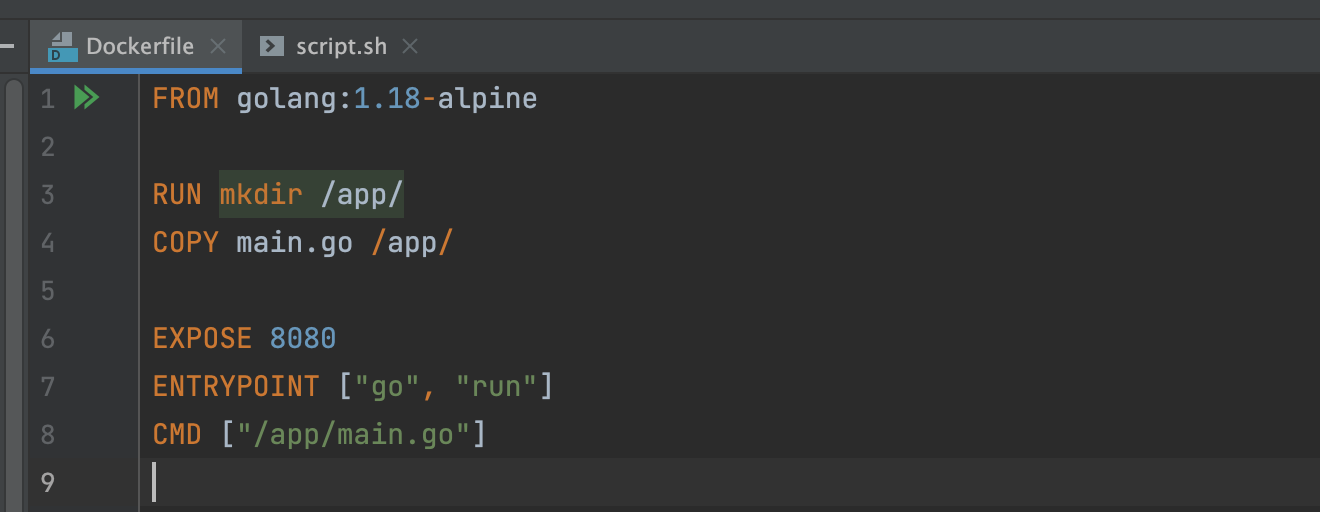 Dockerfile script.sh
1 FROM golang:1.18-alpine
2
3 RUN mkdir /app/
4 COPY main.go /app/
5
6 EXPOSE 8080
7 ENTRYPOINT ["go", "run"]
8 CMD ["/app/main.go"]
9